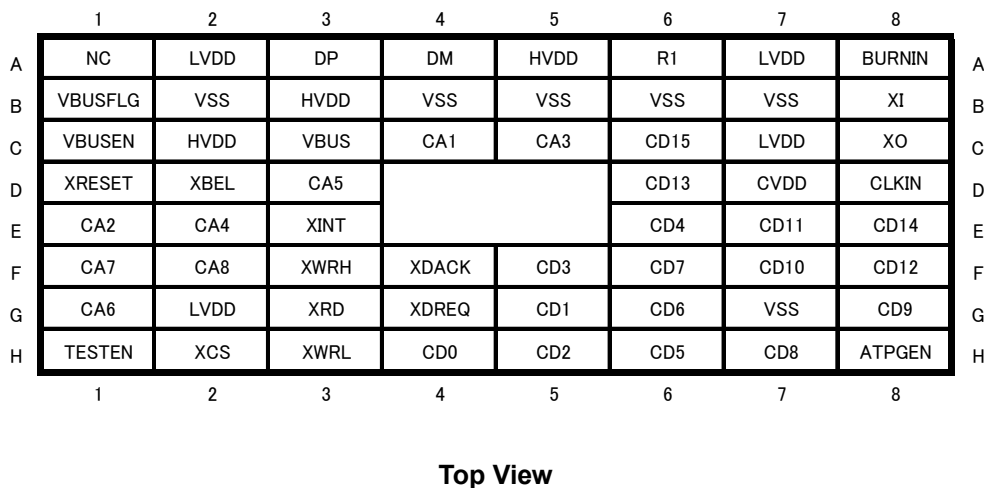 1 2 3 4 5 6 7 8
A NC LVDD DP DM HVDD R1 LVDD BURNIN A
B VBUSFLG VSS HVDD VSS VSS VSS VSS XI B
C VBUSEN HVDD VBUS CA1 CA3 CD15 LVDD XO C
D XRESET XBEL CA5 CD13 CVDD CLKIN D
E CA2 CA4 XINT CD4 CD11 CD14 E
F CA7 CA8 XWRH XDACK CD3 CD7 CD10 CD12 F
G CA6 LVDD XRD XDREQ CD1 CD6 VSS CD9 G
H TESTEN XCS XWRL CD0 CD2 CD5 CD8 ATPGEN H
1 2 3 4 5 6 7 8
Top View